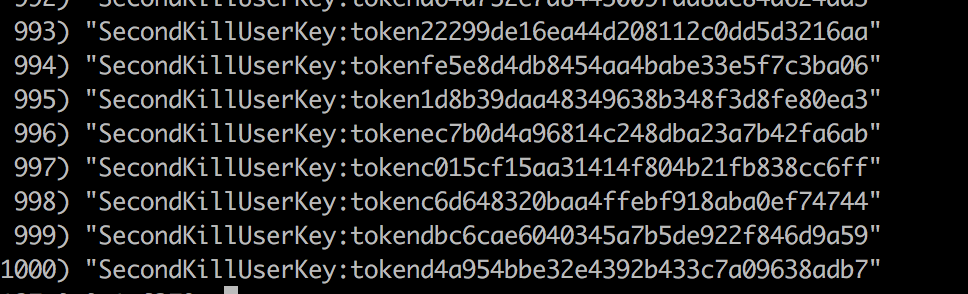 993) "SecondKillUserKey:token22299de16ea44d208112c0dd5d3216aa"
994) "SecondKillUserKey:tokenfe5e8d4db8454aa4babe33e5f7c3ba06"
995) "SecondKillUserKey:token1d8b39daa48349638b348f3d8fe80ea3"
996) "SecondKillUserKey:tokenec7b0d4a96814c248dba23a7b42fa6ab"
997) "SecondKillUserKey:tokenc015cf15aa31414f804b21fb838cc6ff"
998) "SecondKillUserKey:tokenc6d648320baa4ffebf918aba0ef74744"
999) "SecondKillUserKey:tokendbc6cae6040345a7b5de922f846d9a59"
1000) "SecondKillUserKey:tokend4a954bbe32e4392b433c7a09638adb7"